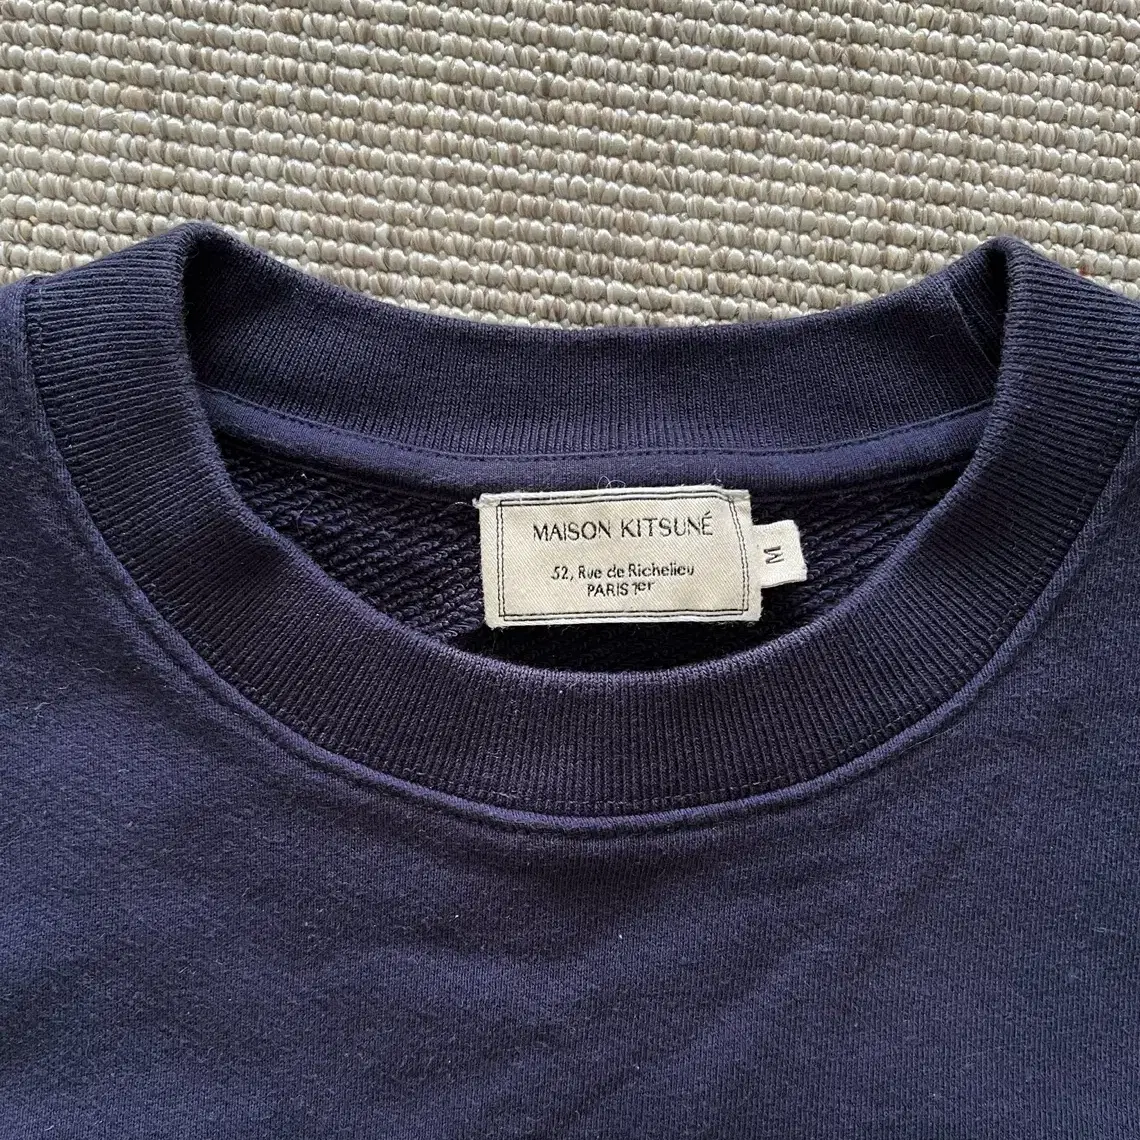 MAISON KITSUNÉ
52, Rue de Richelieu
PARIS 1er
M